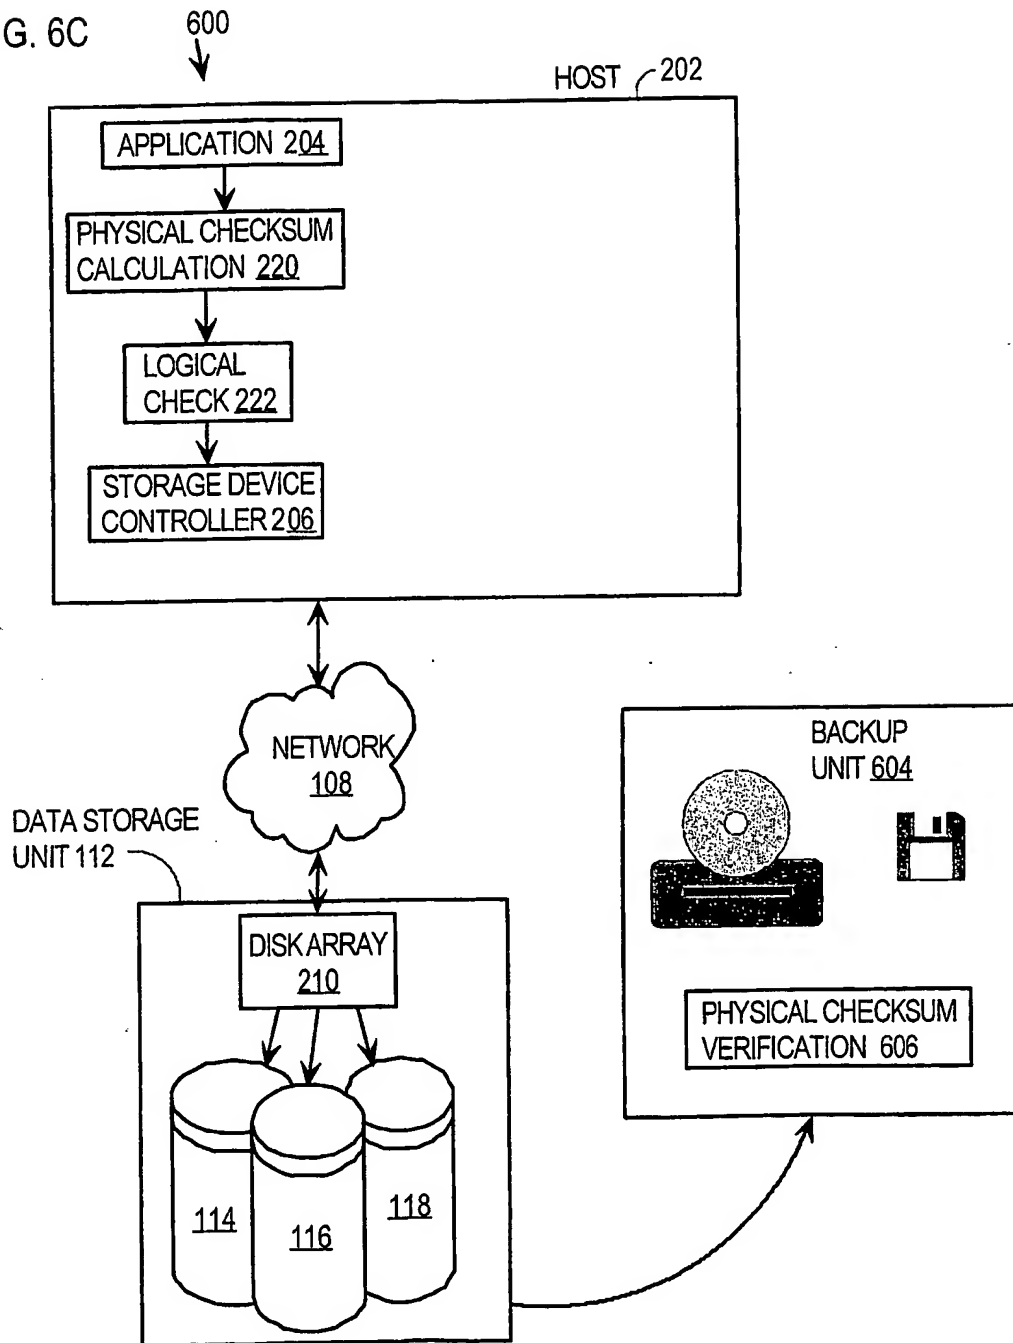 G. 6C
600
HOST 202
APPLICATION 204
PHYSICAL CHECKSUM
CALCULATION 220
LOGICAL
CHECK 222
STORAGE DEVICE
CONTROLLER 206
NETWORK
108
DATA STORAGE
UNIT 112
DISK ARRAY
210
114
116
118
BACKUP
UNIT 604
PHYSICAL CHECKSUM
VERIFICATION 606